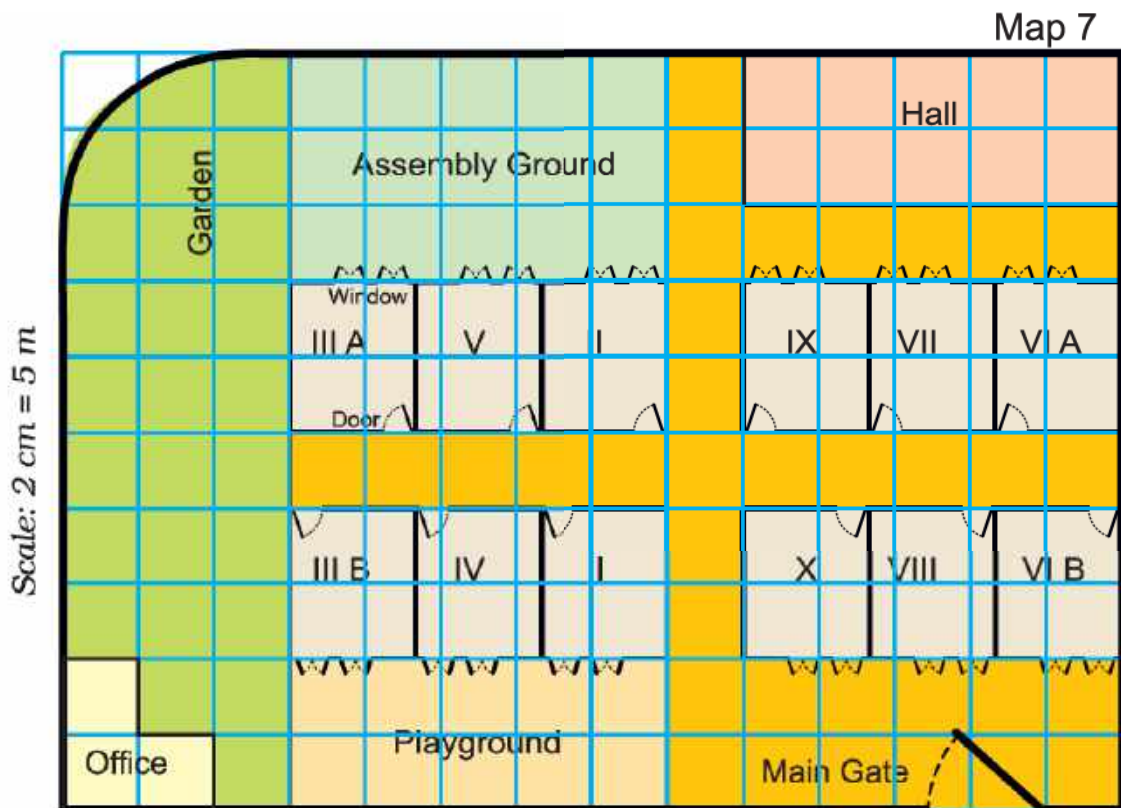 Map 7
Hall
Assembly Ground
Garden
Window
III A V I IX VII VI A
Door
Scale: 2 cm = 5 m
III B IV I X VIII VI B
Playground
Office
Main Gate